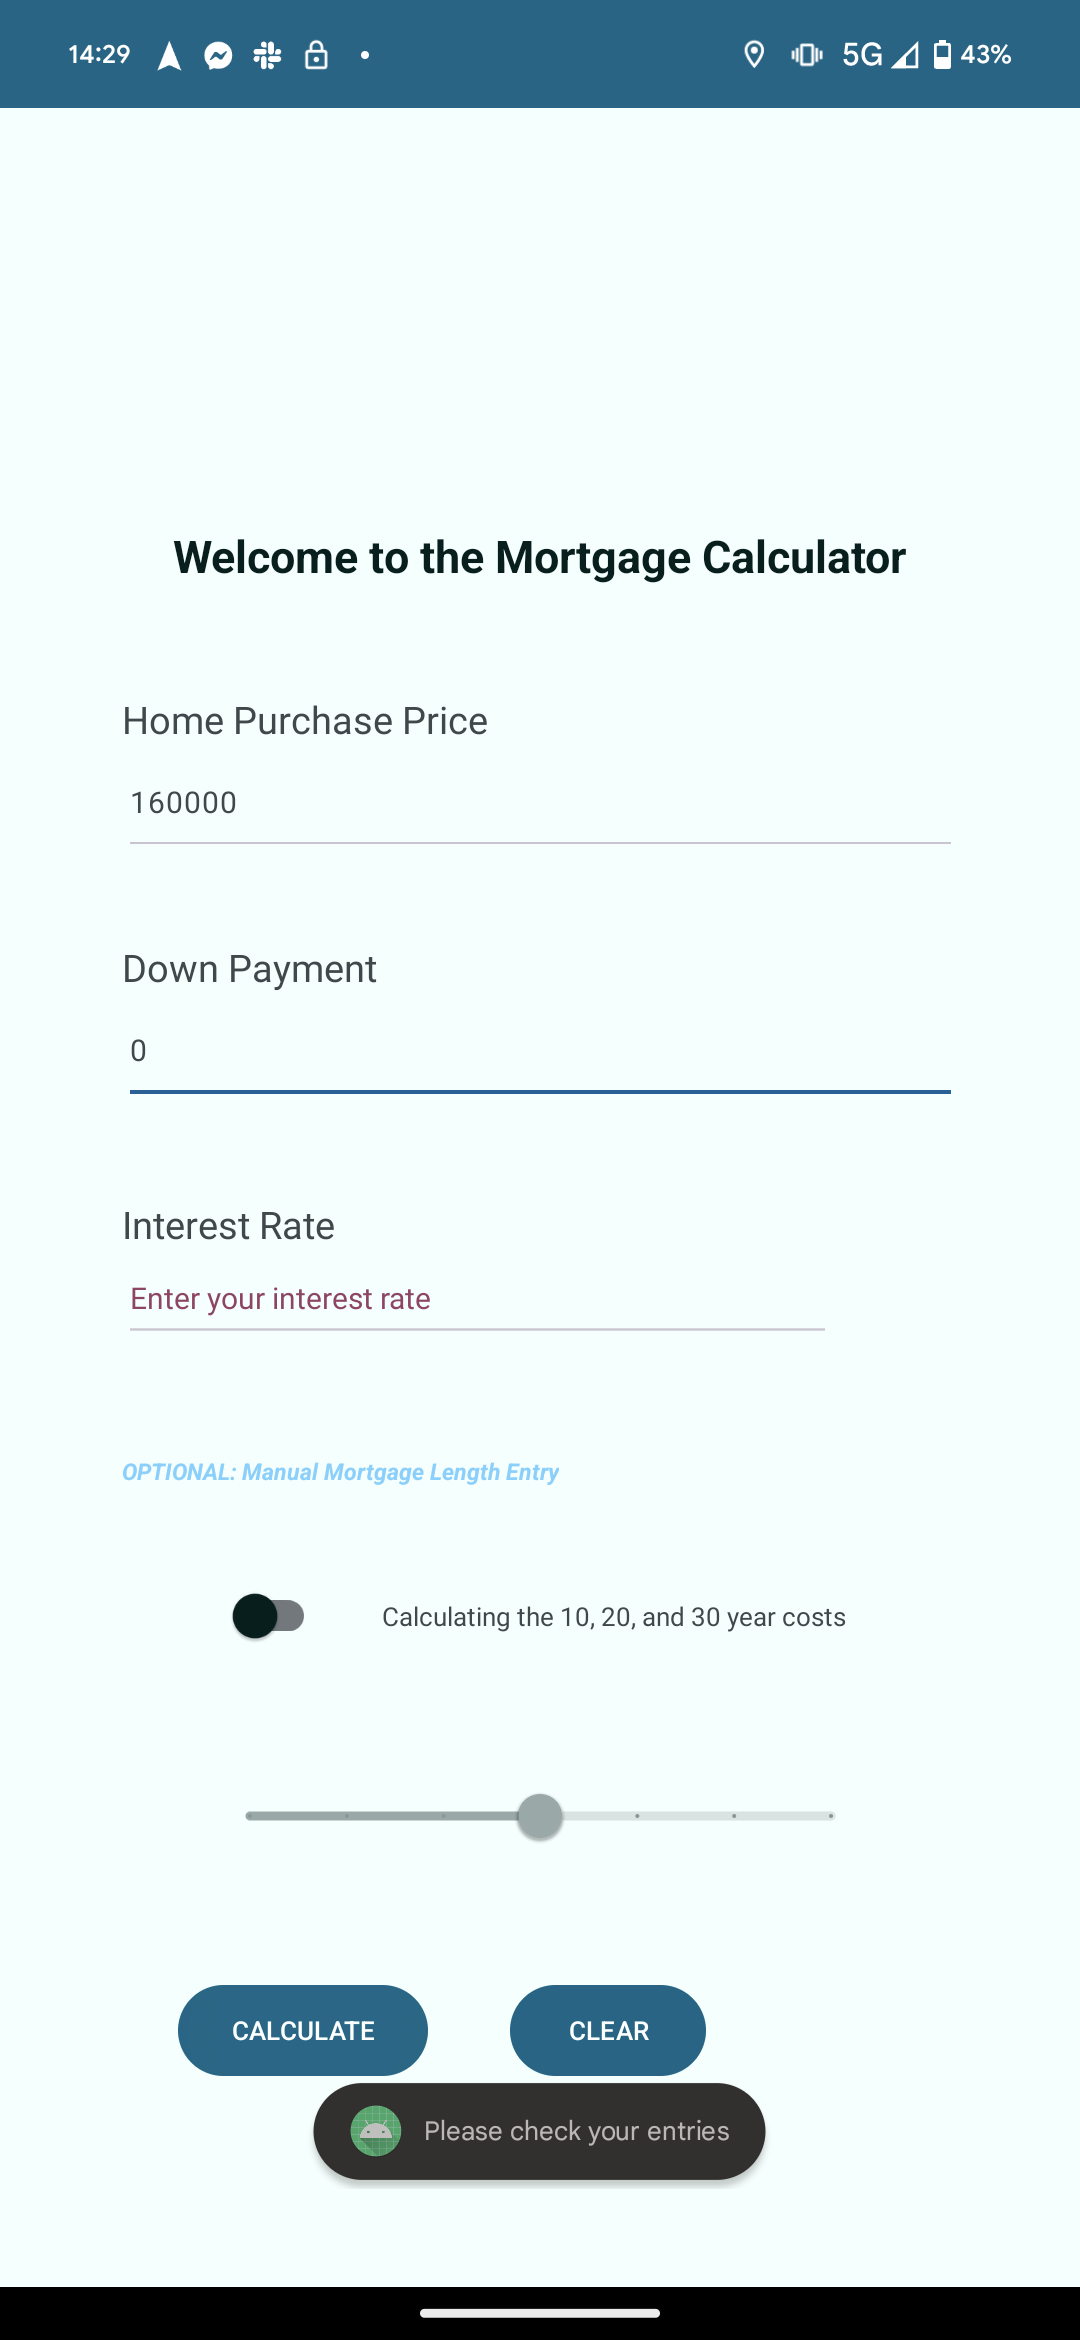 14:29 5G 43%
Welcome to the Mortgage Calculator
Home Purchase Price
160000
Down Payment
0
Interest Rate
Enter your interest rate
OPTIONAL: Manual Mortgage Length Entry
Calculating the 10, 20, and 30 year costs
CALCULATE CLEAR
Please check your entries